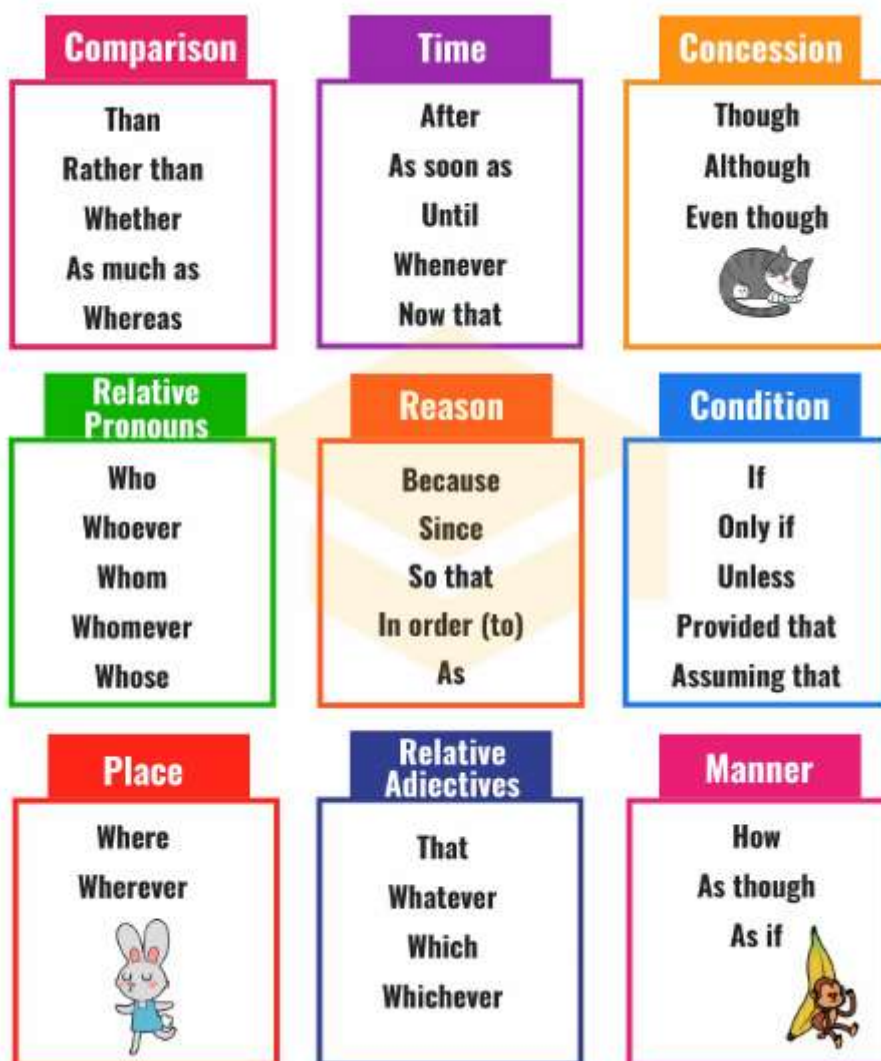 Comparison
Than
Rather than
Whether
As much as
Whereas
Time
After
As soon as
Until
Whenever
Now that
Concession
Though
Although
Even though
Relative
Pronouns
Who
Whoever
Whom
Whomever
Whose
Reason
Because
Since
So that
In order (to)
As
Condition
If
Only if
Unless
Provided that
Assuming that
Place
Where
Wherever
Relative
Adiectives
That
Whatever
Which
Whichever
Manner
How
As though
As if